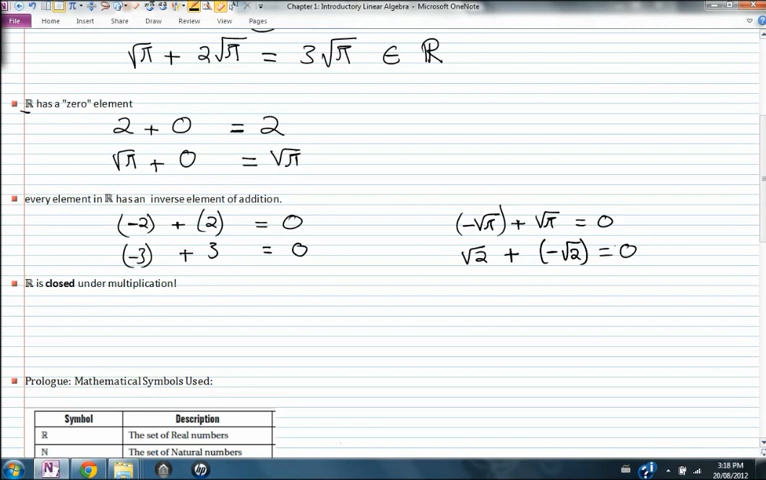 Chapter 1: Introductory Linear Algebra - Microsoft OneNote
File Home Insert Share Draw History Review View Pages
√π + 2√π = 3√π ∈ ℝ
ℝ has a "zero" element
2 + 0 = 2
√π + 0 = √π
every element in ℝ has an inverse element of addition.
(-2) + (2) = 0 (-√π) + √π = 0
(-3) + 3 = 0 √2 + (-√2) = 0
ℝ is closed under multiplication!
Prologue: Mathematical Symbols Used:
Symbol Description
ℝ The set of Real numbers
N The set of Natural numbers
3:18 PM
20/08/2012